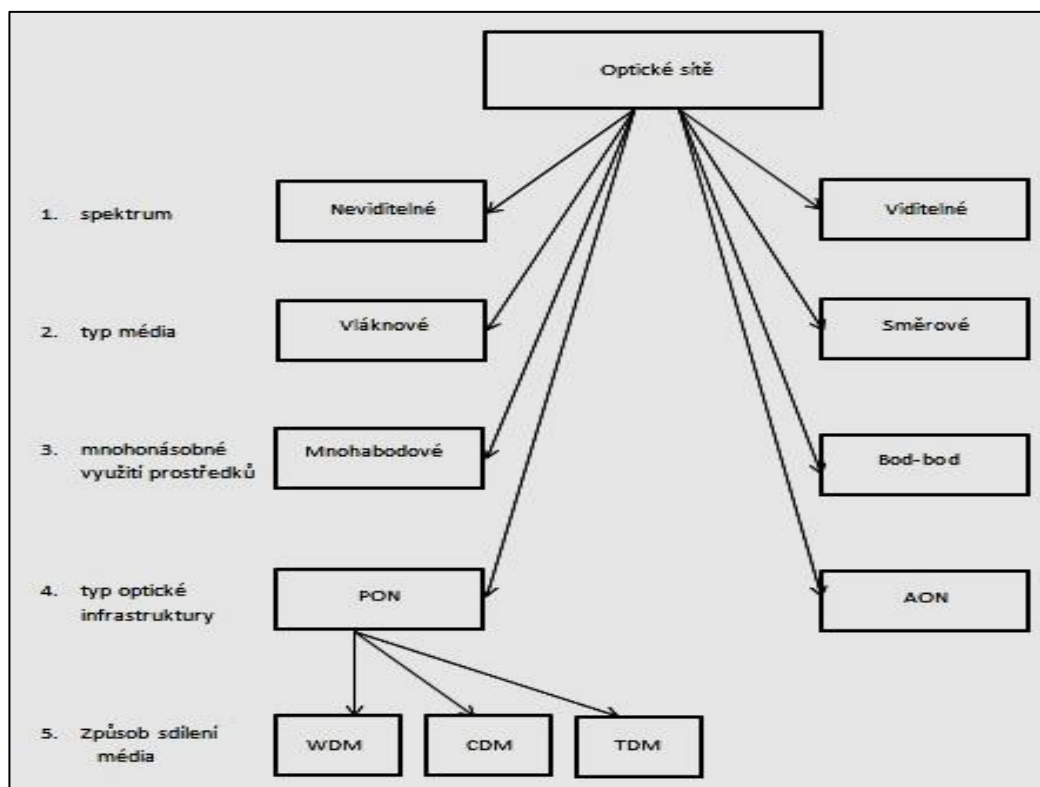 Optické sítě
1. spektrum
Neviditelné
Viditelné
2. typ média
Vláknové
Směrové
3. mnohonásobné
využití prostředků
Mnohabodové
Bod-bod
4. typ optické
infrastruktury
PON
AON
5. Způsob sdílení
média
WDM
CDM
TDM